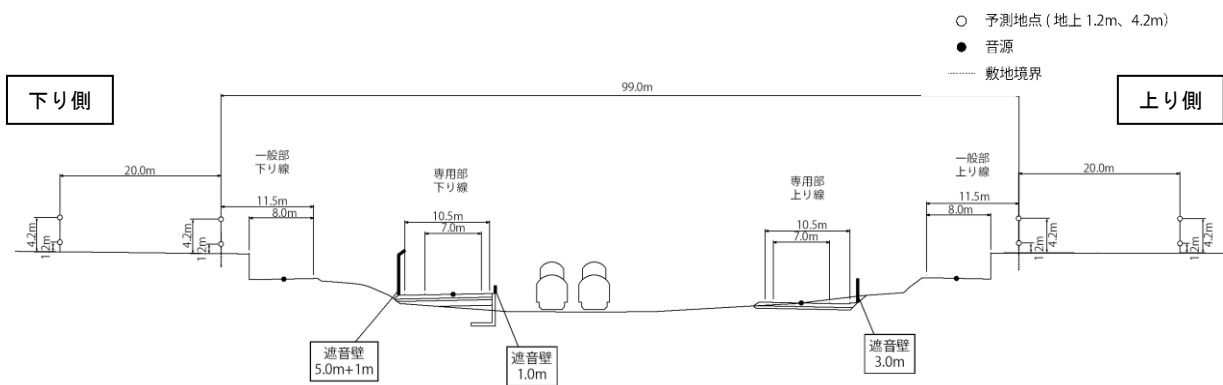 予測地点 ( 地上 1.2m、4.2m)
音源
敷地境界
下り側
上り側
99.0m
一般部
下り線
専用部
下り線
専用部
上り線
一般部
上り線
20.0m
11.5m
8.0m
10.5m
7.0m
10.5m
7.0m
11.5m
8.0m
20.0m
4.2m
1.2m
4.2m
1.2m
1.2m
4.2m
1.2m
4.2m
遮音壁
5.0m+1m
遮音壁
1.0m
遮音壁
3.0m